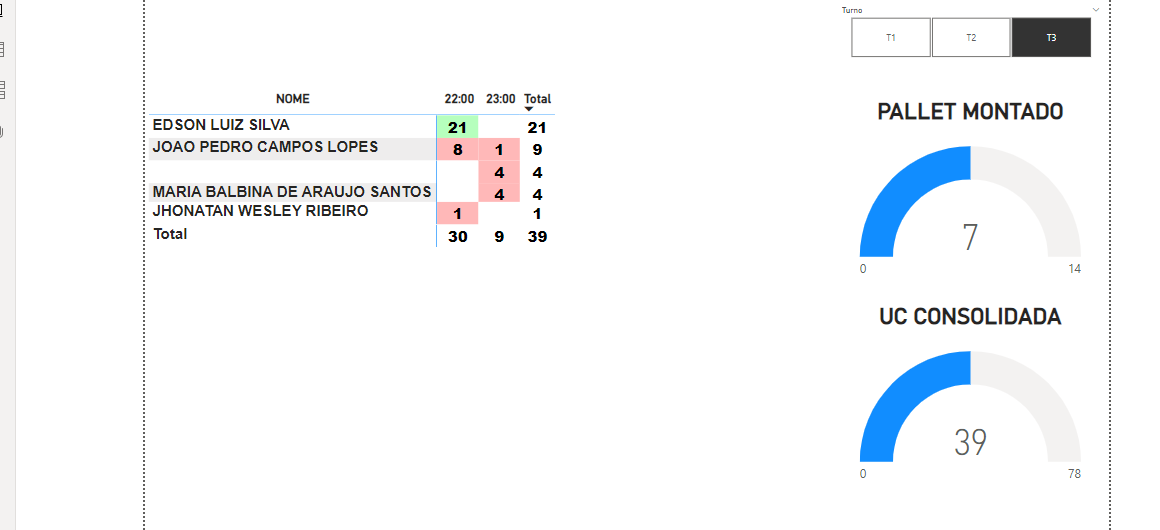 Turno
T1 T2 T3
NOME 22:00 23:00 Total
EDSON LUIZ SILVA 21 21
JOAO PEDRO CAMPOS LOPES 8 1 9
4 4
MARIA BALBINA DE ARAUJO SANTOS 4 4
JHONATAN WESLEY RIBEIRO 1 1
Total 30 9 39
PALLET MONTADO
7
0 14
UC CONSOLIDADA
39
0 78